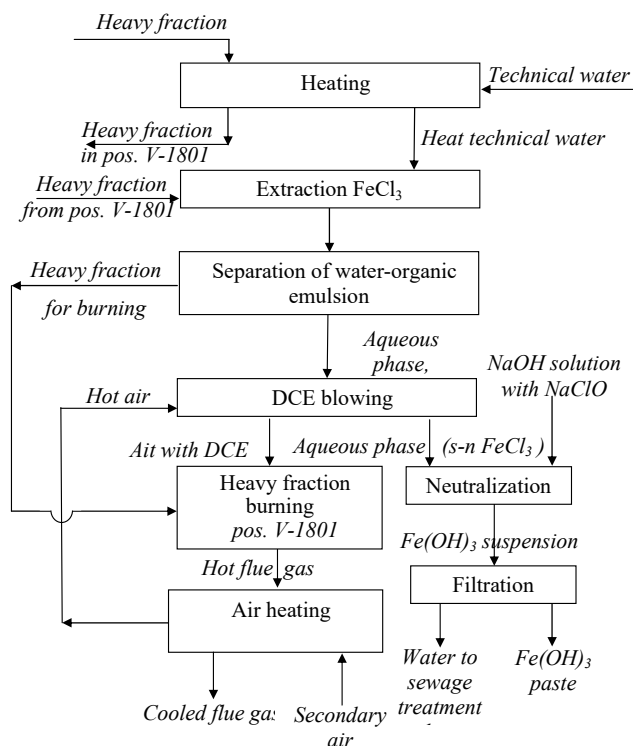 Heavy fraction
Heating
Technical water
Heavy fraction
in pos. V-1801
Heat technical water
Heavy fraction
from pos. V-1801
Extraction FeCl₃
Heavy fraction
for burning
Separation of water-organic
emulsion
Aqueous
phase,
NaOH solution
with NaClO
Hot air
DCE blowing
Ait with DCE
Aqueous phase (s-n FeCl₃ )
Heavy fraction
burning
pos. V-1801
Neutralization
Fe(OH)₃ suspension
Hot flue gas
Filtration
Air heating
Water to
sewage
treatment
Fe(OH)₃
paste
Cooled flue gas
Secondary
air